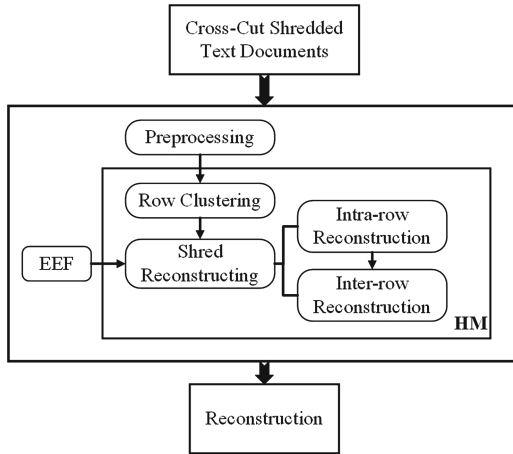 Cross-Cut Shredded
Text Documents
Preprocessing
Row Clustering
Intra-row
Reconstruction
EEF
Shred
Reconstructing
Inter-row
Reconstruction
HM
Reconstruction